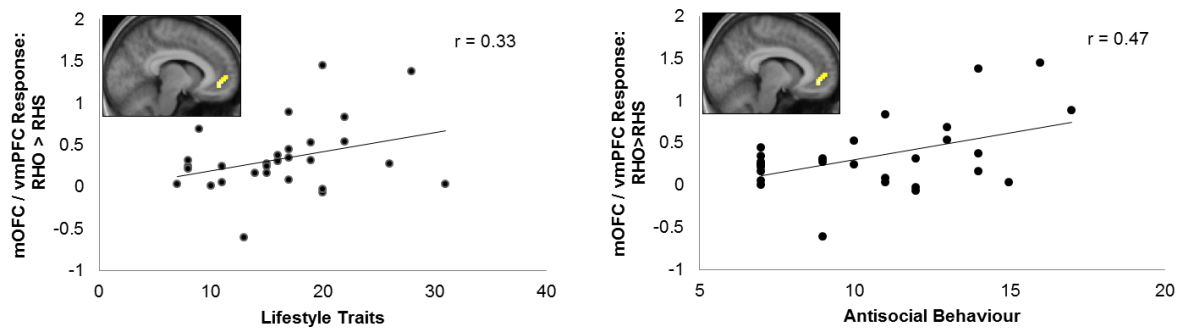 mOFC / vmPFC Response:
RHO > RHS
2
1.5
1
0.5
0
-0.5
-1
r = 0.33
0
10
20
30
40
Lifestyle Traits
mOFC / vmPFC Response:
RHO>RHS
2
1.5
1
0.5
0
-0.5
-1
r = 0.47
5
10
15
20
Antisocial Behaviour